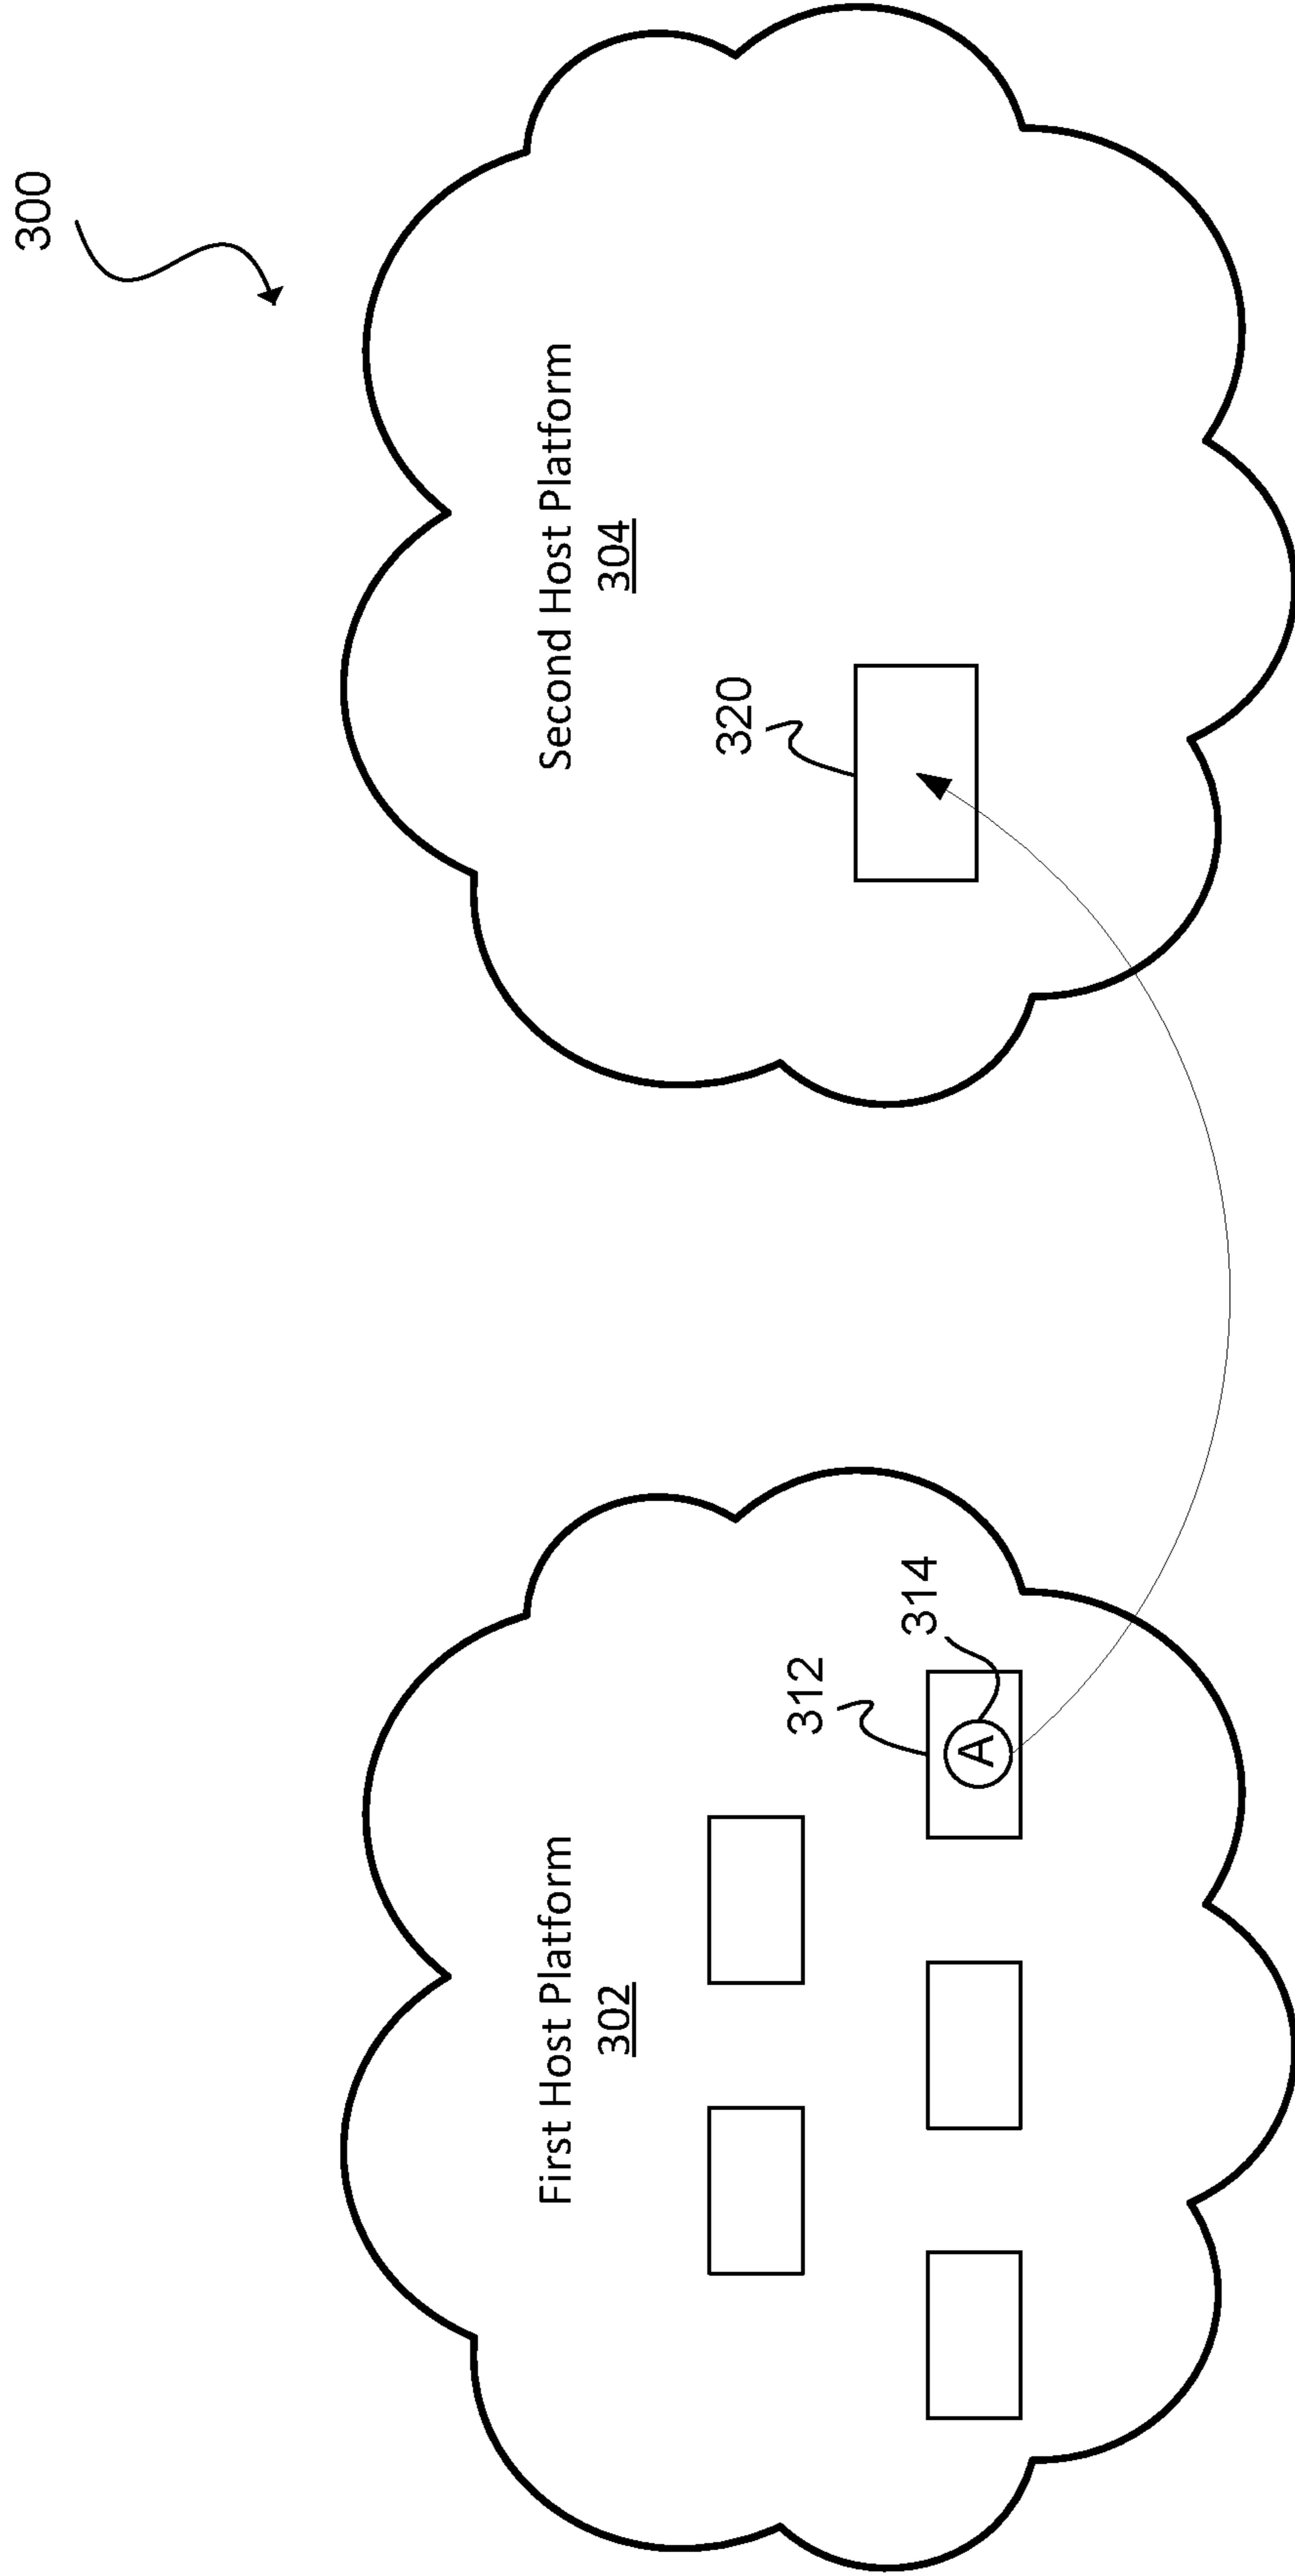 300
First Host Platform
302
Second Host Platform
304
312
314
A
320